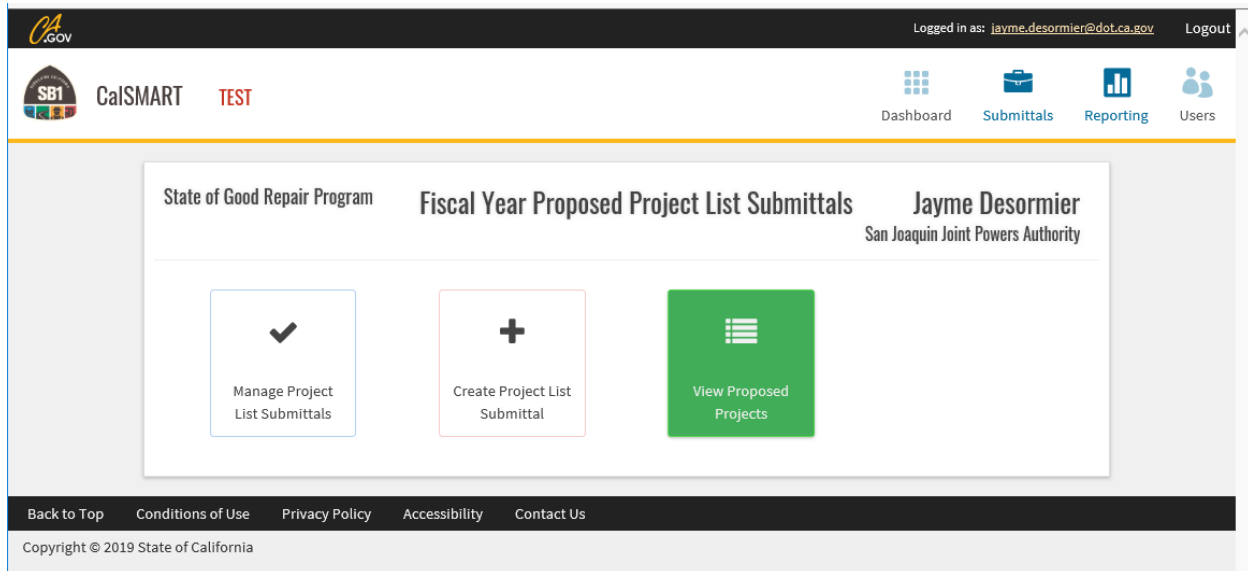 CA.GOV
Logged in as: jayme.desormier@dot.ca.gov Logout
SB1
CalSMART TEST
Dashboard Submittals Reporting Users
State of Good Repair Program
Fiscal Year Proposed Project List Submittals
Jayme Desormier
San Joaquin Joint Powers Authority
Manage Project
List Submittals
Create Project List
Submittal
View Proposed
Projects
Back to Top Conditions of Use Privacy Policy Accessibility Contact Us
Copyright © 2019 State of California